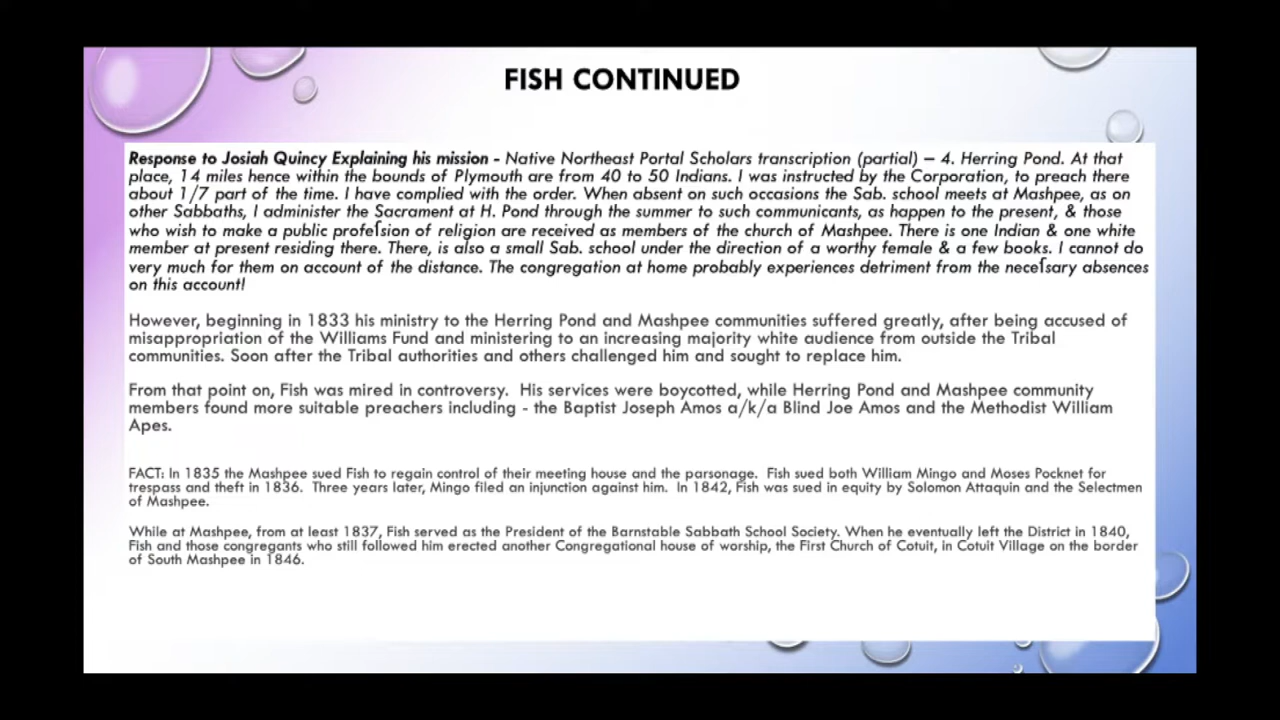 FISH CONTINUED
Response to Josiah Quincy Explaining his mission - Native Northeast Portal Scholars transcription (partial) – 4. Herring Pond. At that
place, 14 miles hence within the bounds of Plymouth are from 40 to 50 Indians. I was instructed by the Corporation, to preach there
about 1/7 part of the time. I have complied with the order. When absent on such occasions the Sab. school meets at Mashpee, as on
other Sabbaths, I administer the Sacrament at H. Pond through the summer to such communicants, as happen to the present, & those
who wish to make a public profeſsion of religion are received as members of the church of Mashpee. There is one Indian & one white
member at present residing there. There, is also a small Sab. school under the direction of a worthy female & a few books. I cannot do
very much for them on account of the distance. The congregation at home probably experiences detriment from the neceſsary absences
on this account!
However, beginning in 1833 his ministry to the Herring Pond and Mashpee communities suffered greatly, after being accused of
misappropriation of the Williams Fund and ministering to an increasing majority white audience from outside the Tribal
communities. Soon after the Tribal authorities and others challenged him and sought to replace him.
From that point on, Fish was mired in controversy. His services were boycotted, while Herring Pond and Mashpee community
members found more suitable preachers including - the Baptist Joseph Amos a/k/a Blind Joe Amos and the Methodist William
Apes.
FACT: In 1835 the Mashpee sued Fish to regain control of their meeting house and the parsonage. Fish sued both William Mingo and Moses Pocknet for
trespass and theft in 1836. Three years later, Mingo filed an injunction against him. In 1842, Fish was sued in equity by Solomon Attaquin and the Selectmen
of Mashpee.
While at Mashpee, from at least 1837, Fish served as the President of the Barnstable Sabbath School Society. When he eventually left the District in 1840,
Fish and those congregants who still followed him erected another Congregational house of worship, the First Church of Cotuit, in Cotuit Village on the border
of South Mashpee in 1846.